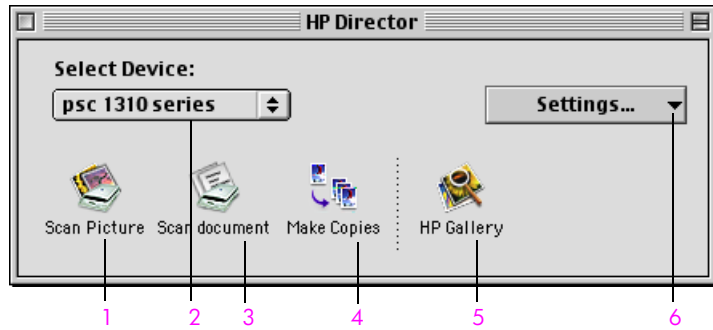 HP Director
Select Device:
psc 1310 series
Settings...
Scan Picture
Scan document
Make Copies
HP Gallery
1 2 3 4 5 6